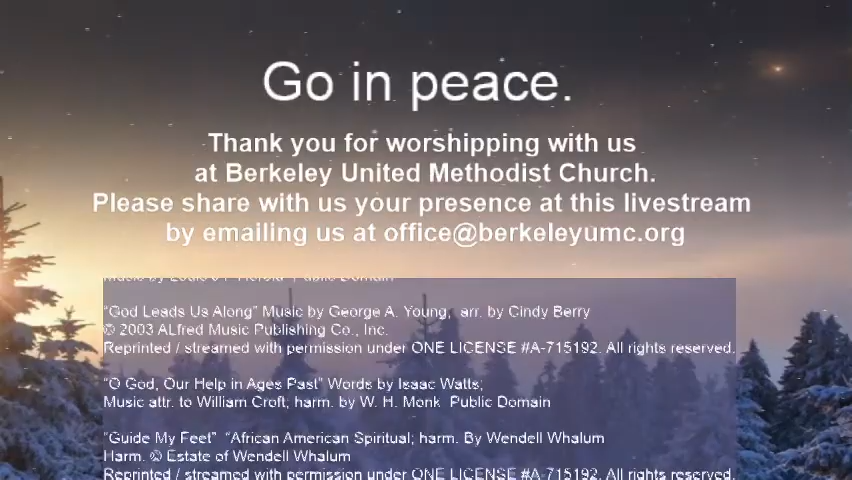 Go in peace.
Thank you for worshipping with us
at Berkeley United Methodist Church.
Please share with us your presence at this livestream
by emailing us at office@berkeleyumc.org
Public Domain
"God Leads Us Along" Music by George A. Young, arr. by Cindy Berry
© 2003 ALfred Music Publishing Co., Inc.
Reprinted / streamed with permission under ONE LICENSE #A-715192. All rights reserved.
"O God, Our Help in Ages Past" Words by Isaac Watts;
Music attr. to William Croft; harm. by W. H. Monk Public Domain
"Guide My Feet" "African American Spiritual; harm. By Wendell Whalum
Harm. © Estate of Wendell Whalum
Reprinted / streamed with permission under ONE LICENSE #A-715192. All rights reserved.